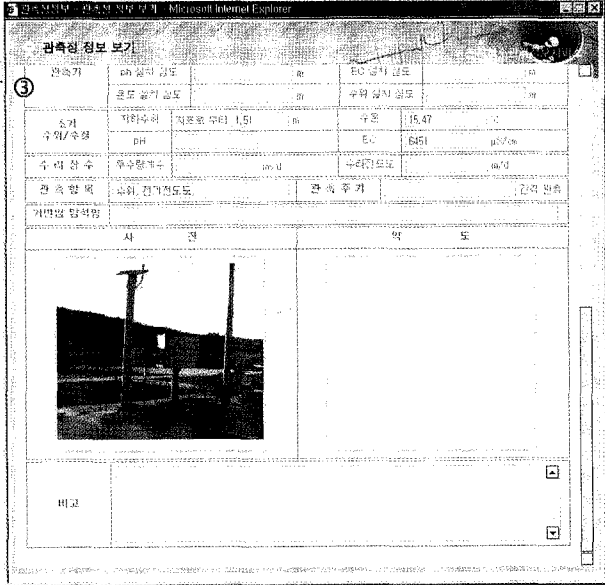 관측정정보 - 관측정 정보 보기 - Microsoft Internet Explorer
관측정 정보 보기
③
관측기 ph 설치 심도 m EC 설치 심도 m
온도 설치 심도 m 수위 설치 심도 m
초기 수위/수질 지하수위 지표로 부터 1,51 m 수온 15,47 ℃
pH EC 6451 μS/cm
수리 상수 투수량계수 m/d 수리전도도 m/d
관측 항목 수위, 전기전도도, 관측 주기 간격 관측
사 진 약 도
비고